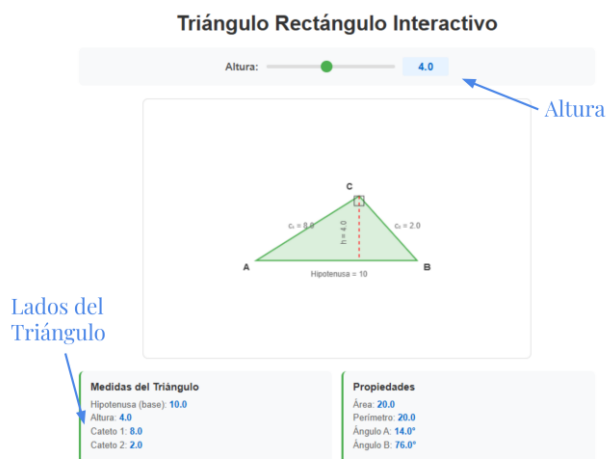 Triángulo Rectángulo Interactivo
Altura: 4.0
Altura
C
c₁ = 8.0
h = 4.0
c₂ = 2.0
A
B
Hipotenusa = 10
Lados del
Triángulo
Medidas del Triángulo
Hipotenusa (base): 10.0
Altura: 4.0
Cateto 1: 8.0
Cateto 2: 2.0
Propiedades
Área: 20.0
Perímetro: 20.0
Ángulo A: 14.0°
Ángulo B: 76.0°